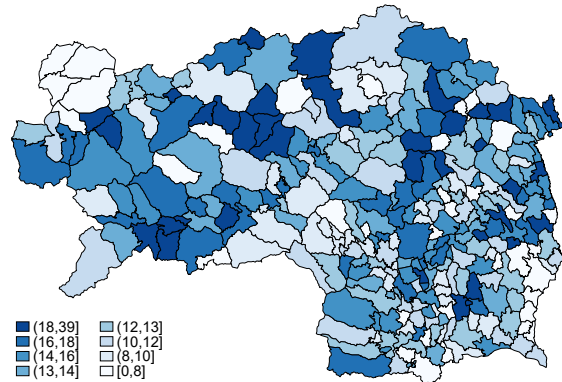 (18,39] (12,13]
(16,18] (10,12]
(14,16] (8,10]
(13,14] [0,8]